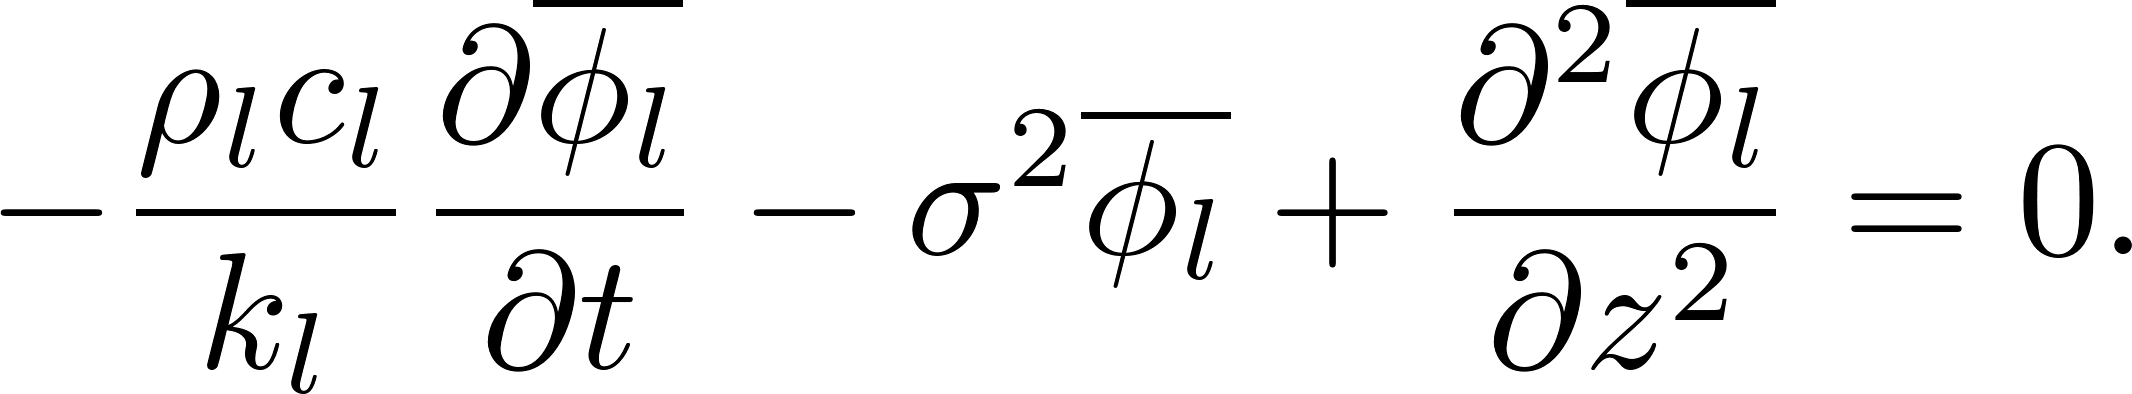 $-\frac{\rho_l c_l}{k_l} \frac{\partial \overline{\phi_l}}{\partial t} - \sigma^2 \overline{\phi_l} + \frac{\partial^2 \overline{\phi_l}}{\partial z^2} = 0.$